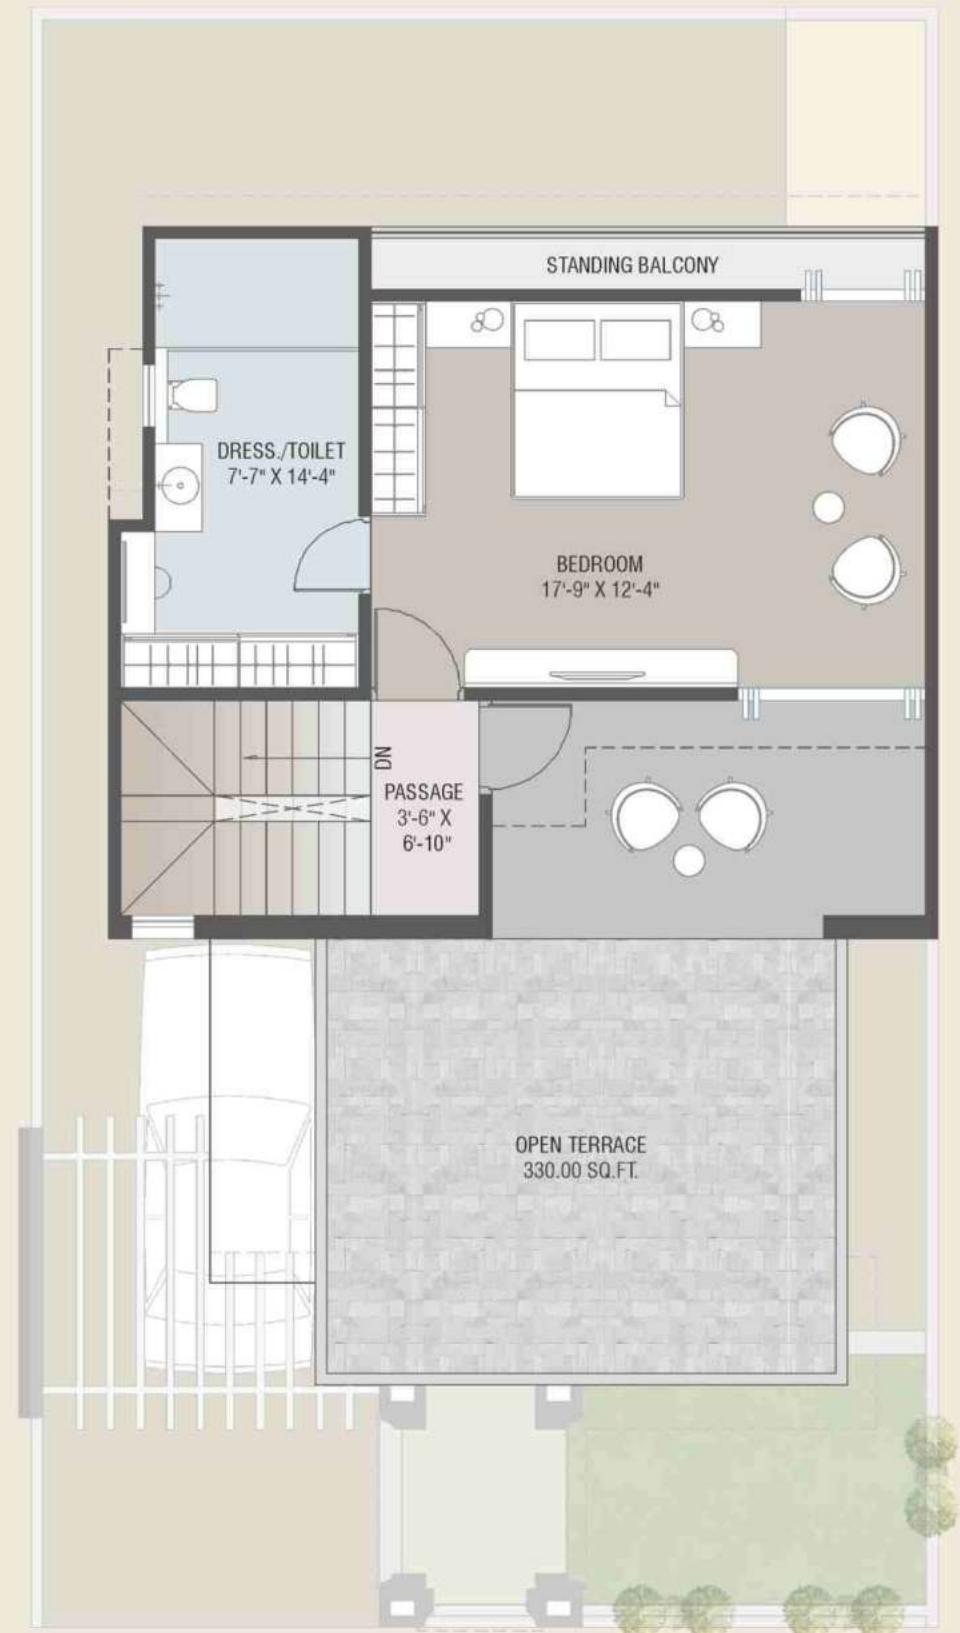 STANDING BALCONY
DRESS./TOILET
7'-7" X 14'-4"
BEDROOM
17'-9" X 12'-4"
DN
PASSAGE
3'-6" X
6'-10"
OPEN TERRACE
330.00 SQ.FT.